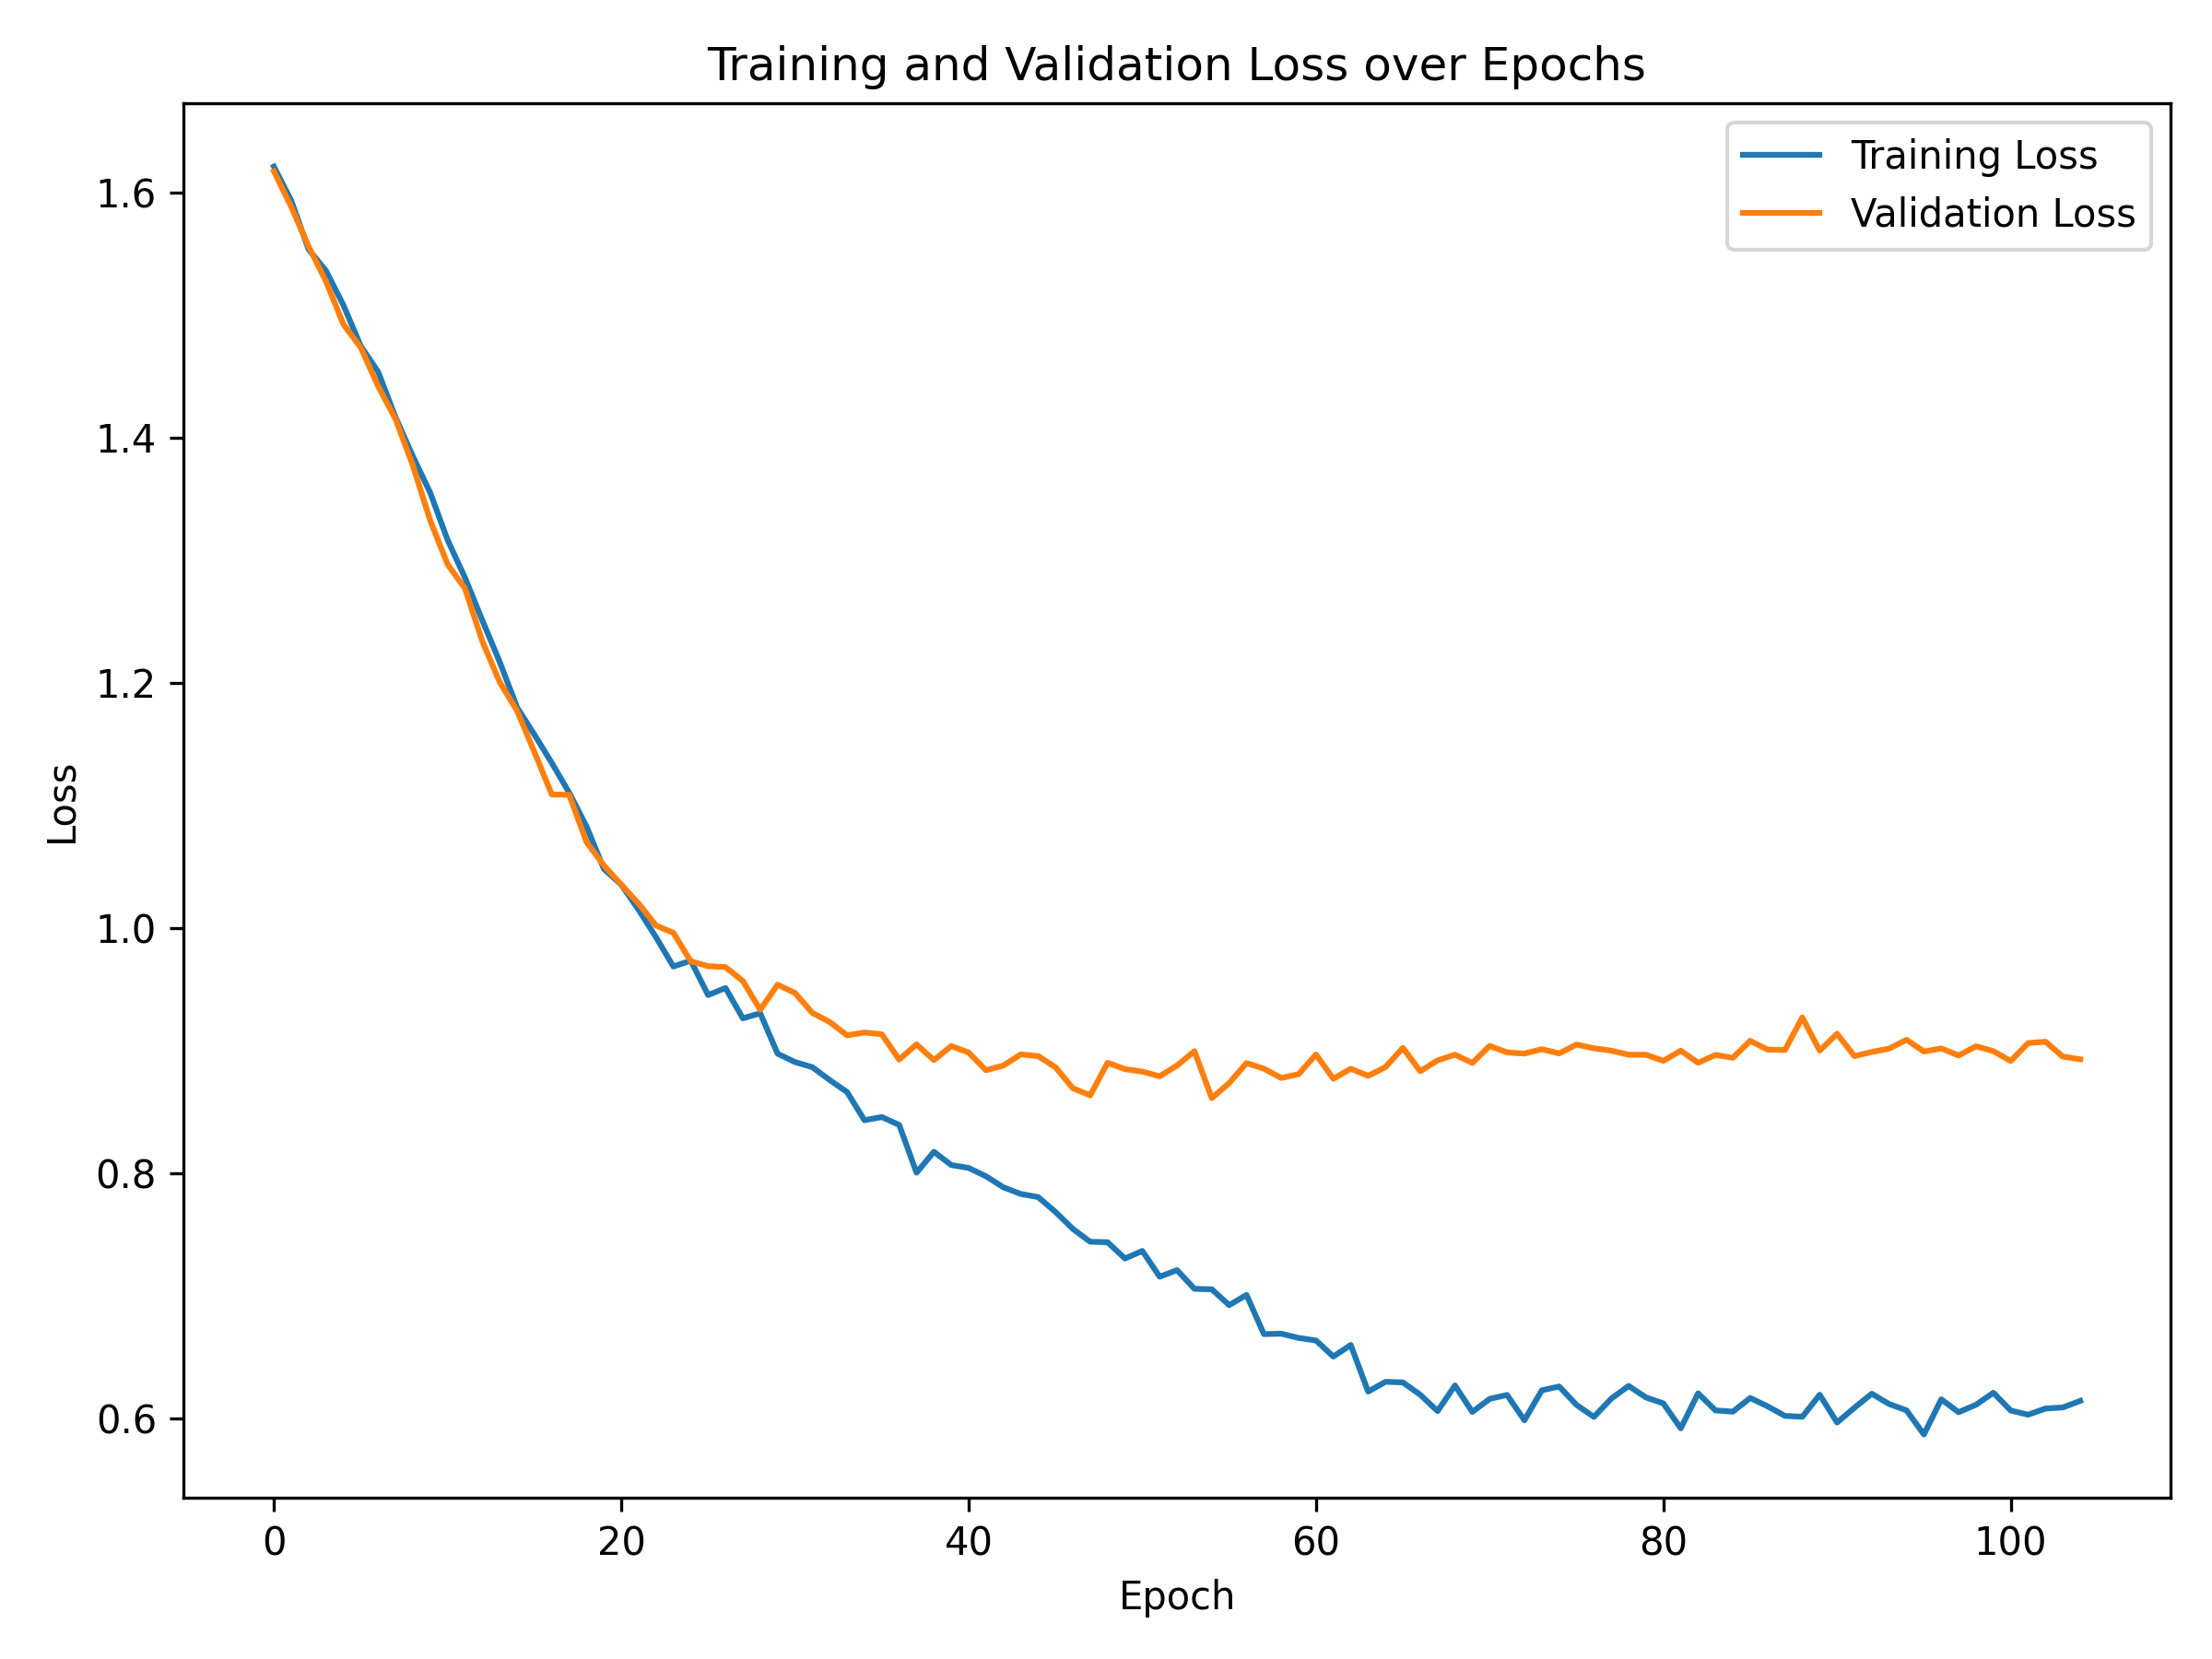 Training and Validation Loss over Epochs
Training Loss
Validation Loss
1.6
1.4
1.2
1.0
0.8
0.6
Loss
0 20 40 60 80 100
Epoch